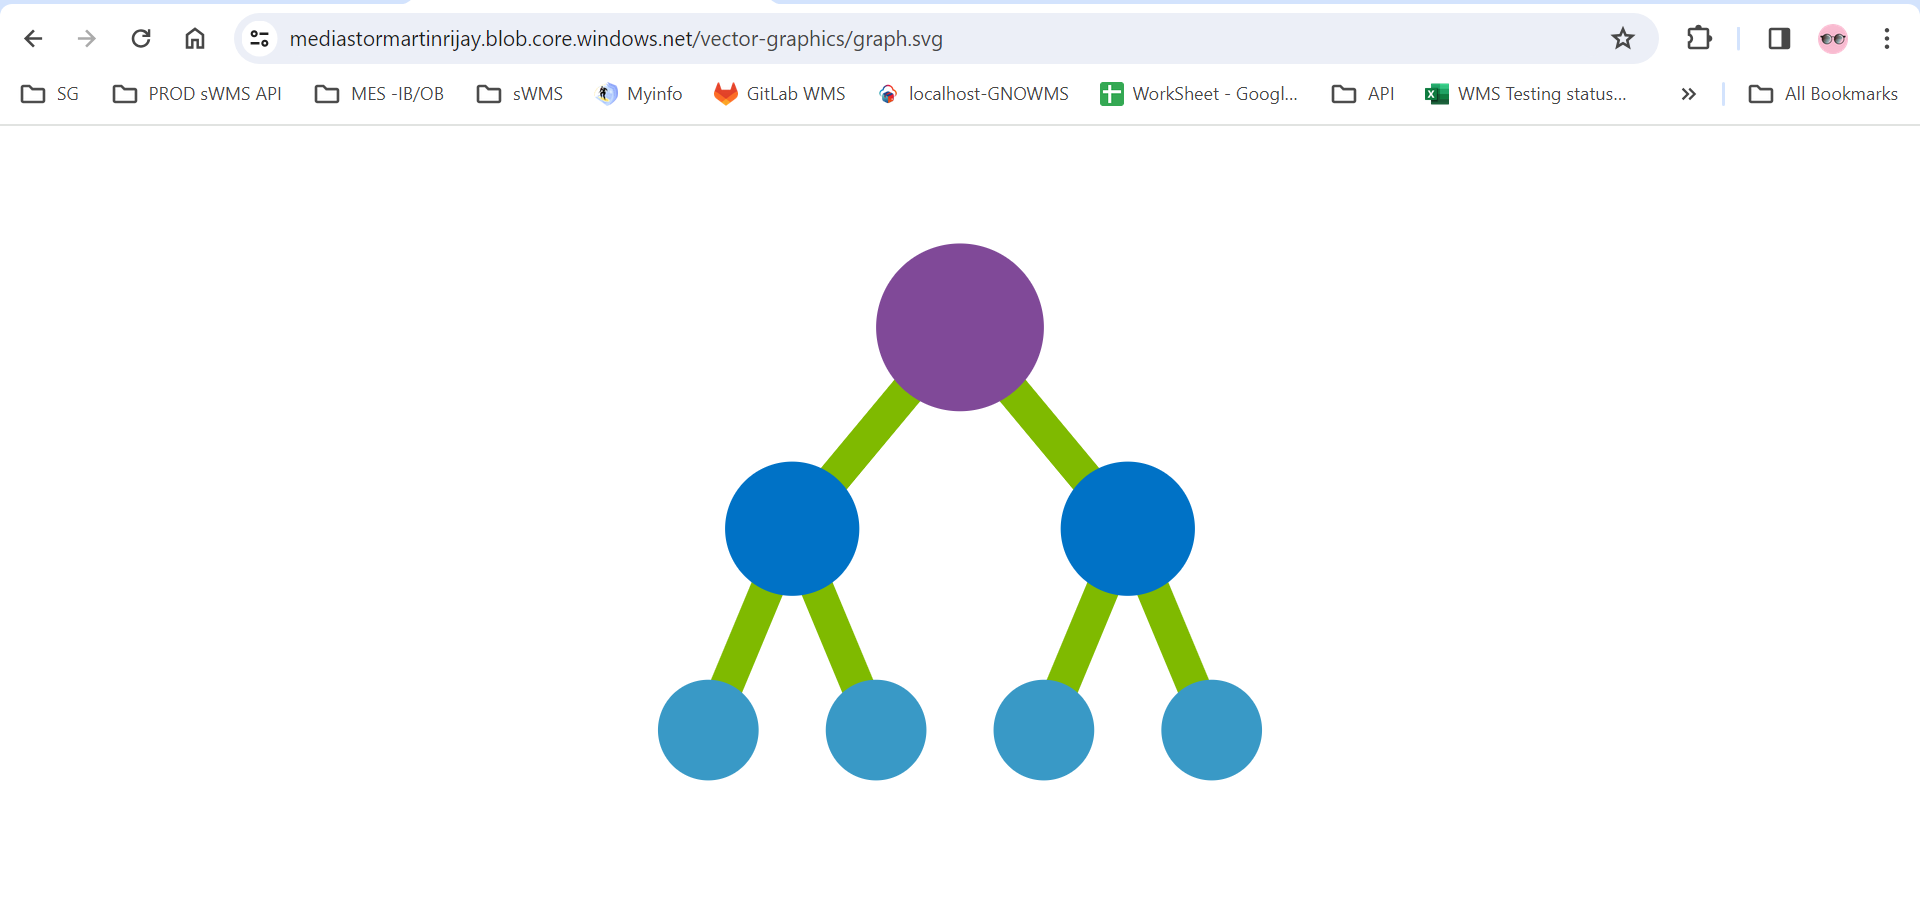 mediastormartinrijay.blob.core.windows.net/vector-graphics/graph.svg
SG PROD sWMS API MES -IB/OB sWMS Myinfo GitLab WMS localhost-GNOWMS WorkSheet - Googl... API WMS Testing status... » All Bookmarks